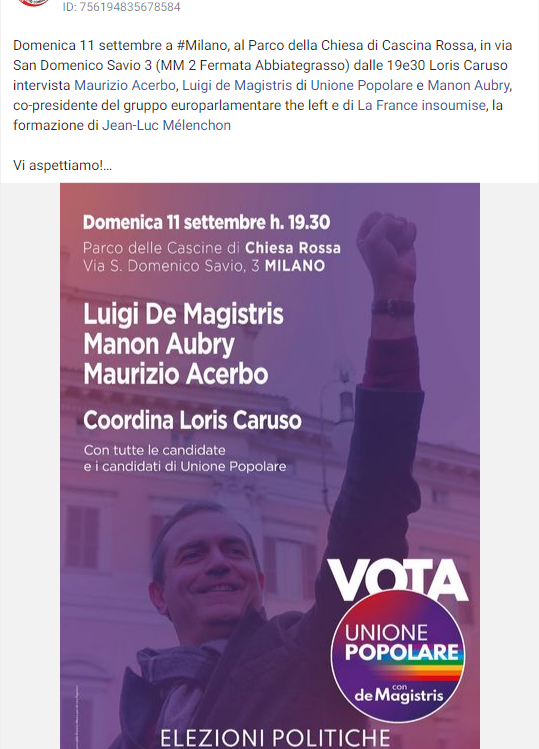 ID: 756194835678584
Domenica 11 settembre a #Milano, al Parco della Chiesa di Cascina Rossa, in via
San Domenico Savio 3 (MM 2 Fermata Abbiategrasso) dalle 19e30 Loris Caruso
intervista Maurizio Acerbo, Luigi de Magistris di Unione Popolare e Manon Aubry,
co-presidente del gruppo europarlamentare the left e di La France insoumise, la
formazione di Jean-Luc Mélenchon
Vi aspettiamo!...
Domenica 11 settembre h. 19.30
Parco delle Cascine di Chiesa Rossa
Via S. Domenico Savio, 3 MILANO
Luigi De Magistris
Manon Aubry
Maurizio Acerbo
Coordina Loris Caruso
Con tutte le candidate
e i candidati di Unione Popolare
VOTA
UNIONE
POPOLARE
con
de Magistris
ELEZIONI POLITICHE